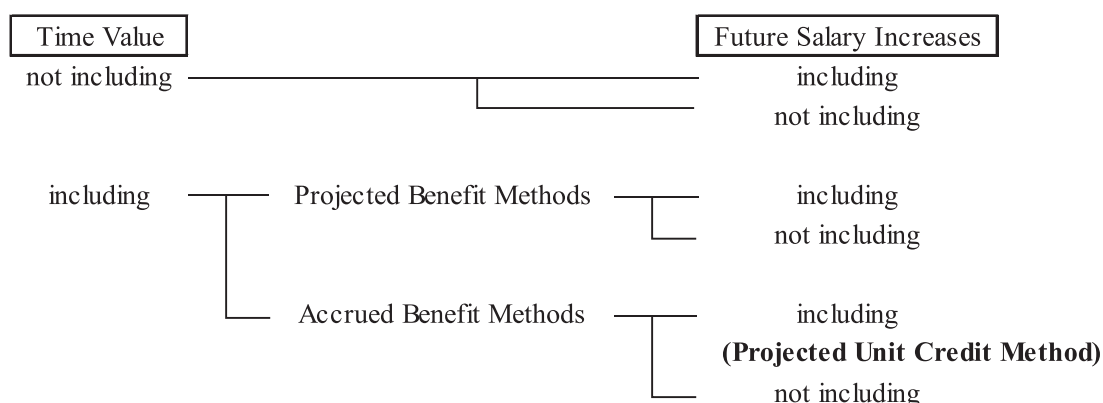 Time Value Future Salary Increases
not including including
not including
including Projected Benefit Methods including
not including
Accrued Benefit Methods including
(Projected Unit Credit Method)
not including